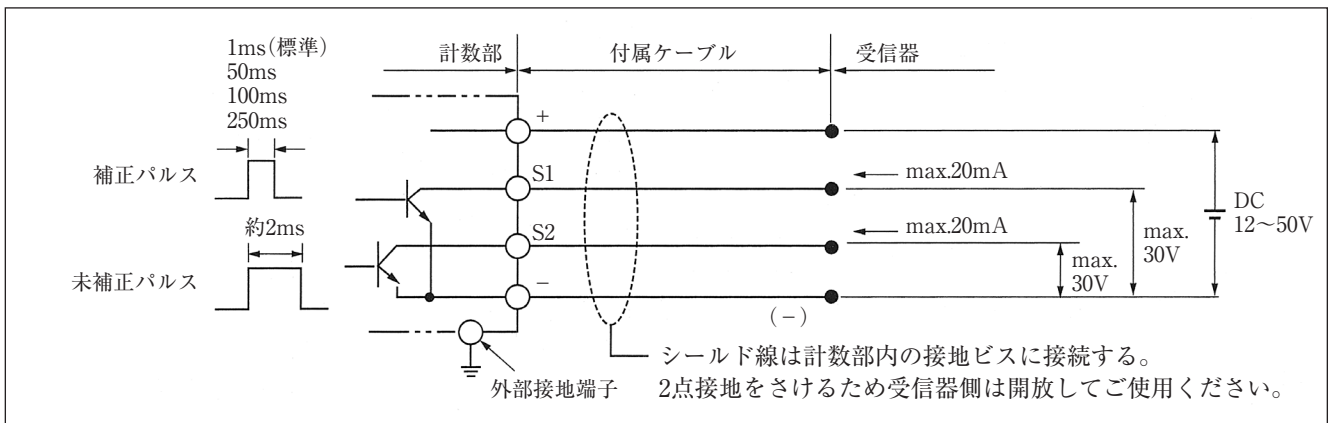 1ms(標準)
50ms
100ms
250ms
計数部
付属ケーブル
受信器
+
補正パルス
S1
max.20mA
DC
12〜50V
約2ms
S2
max.20mA
max.
30V
max.
30V
未補正パルス
−
(−)
シールド線は計数部内の接地ビスに接続する。
外部接地端子
2点接地をさけるため受信器側は開放してご使用ください。